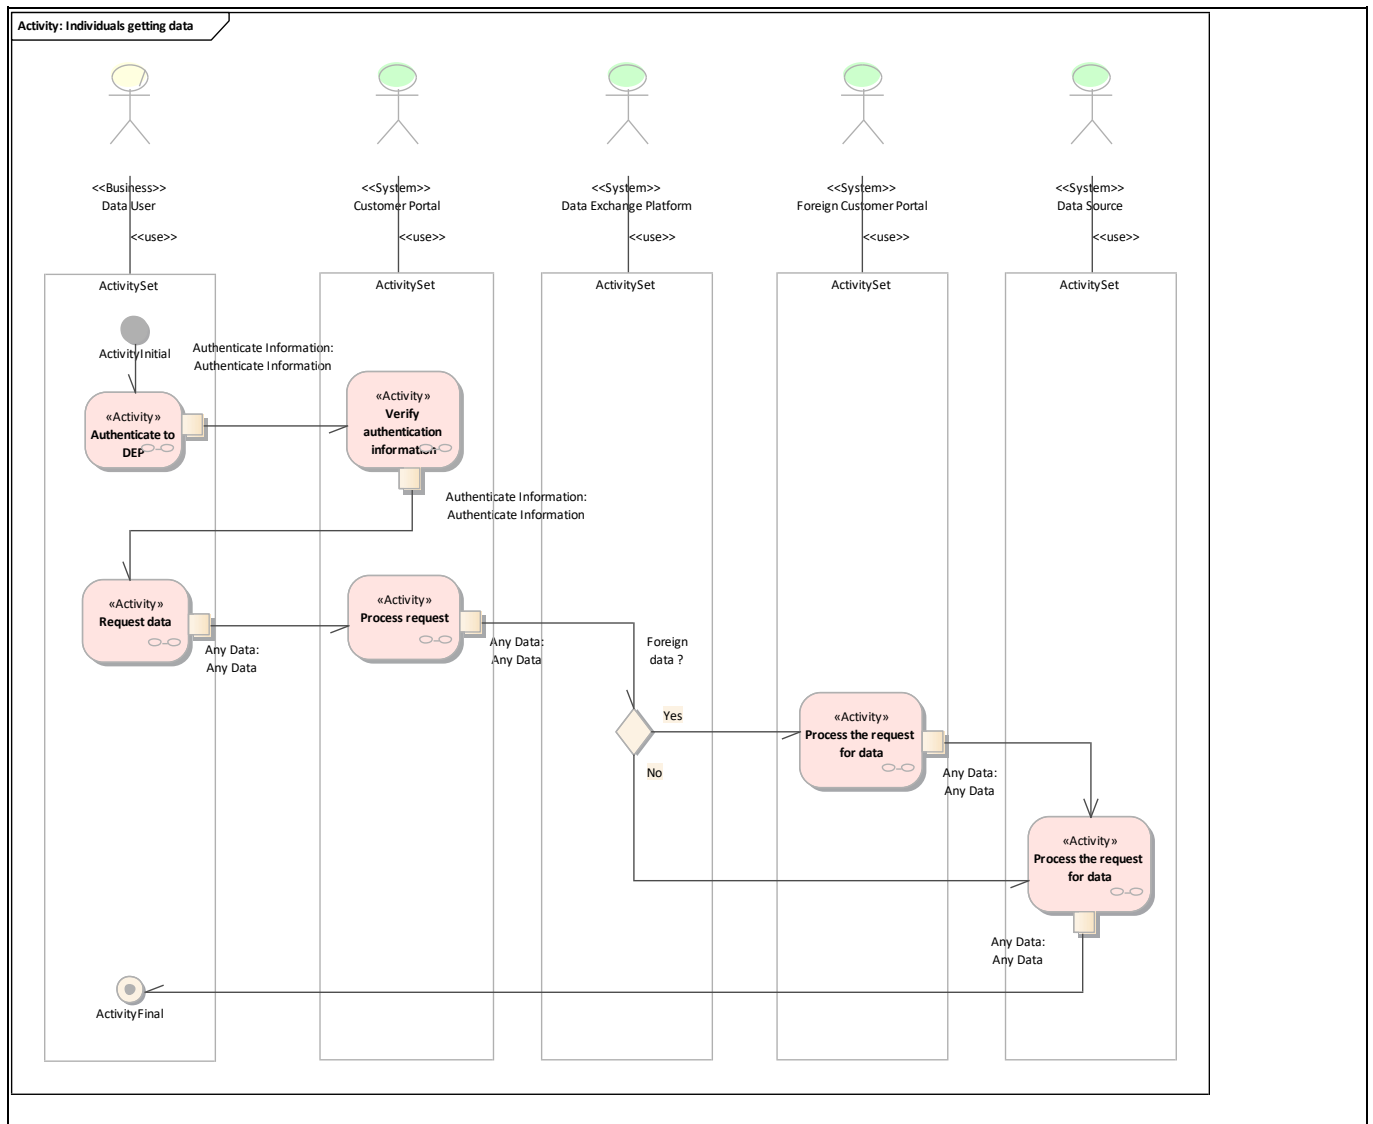 Activity: Individuals getting data
<<Business>>
Data User
<<use>>
<<System>>
Customer Portal
<<use>>
<<System>>
Data Exchange Platform
<<use>>
<<System>>
Foreign Customer Portal
<<use>>
<<System>>
Data Source
<<use>>
ActivitySet
ActivitySet
ActivitySet
ActivitySet
ActivitySet
ActivityInitial
Authenticate Information:
Authenticate Information
«Activity»
Authenticate to
DEP
«Activity»
Verify
authentication
information
Authenticate Information:
Authenticate Information
«Activity»
Request data
Any Data:
Any Data
«Activity»
Process request
Any Data:
Any Data
Foreign
data ?
Yes
No
«Activity»
Process the request
for data
Any Data:
Any Data
«Activity»
Process the request
for data
Any Data:
Any Data
ActivityFinal